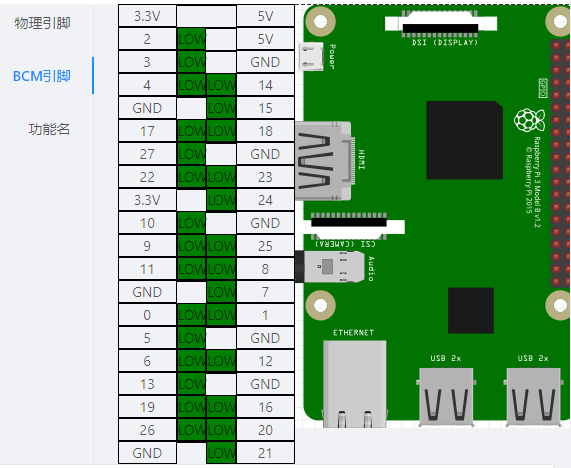 物理引脚
BCM引脚
功能名
3.3V 5V
2 LOW 5V
3 LOW GND
4 LOW LOW 14
GND LOW 15
17 LOW LOW 18
27 LOW GND
22 LOW LOW 23
3.3V LOW 24
10 LOW GND
9 LOW LOW 25
11 LOW LOW 8
GND LOW 7
0 LOW LOW 1
5 LOW GND
6 LOW LOW 12
13 LOW GND
19 LOW LOW 16
26 LOW LOW 20
GND LOW 21
DSI (DISPLAY)
Power
GPIO
HDMI
Raspberry Pi 3 Model B v1.2
© Raspberry Pi 2015
CSI (CAMERA)
Audio
ETHERNET
USB 2x
USB 2x